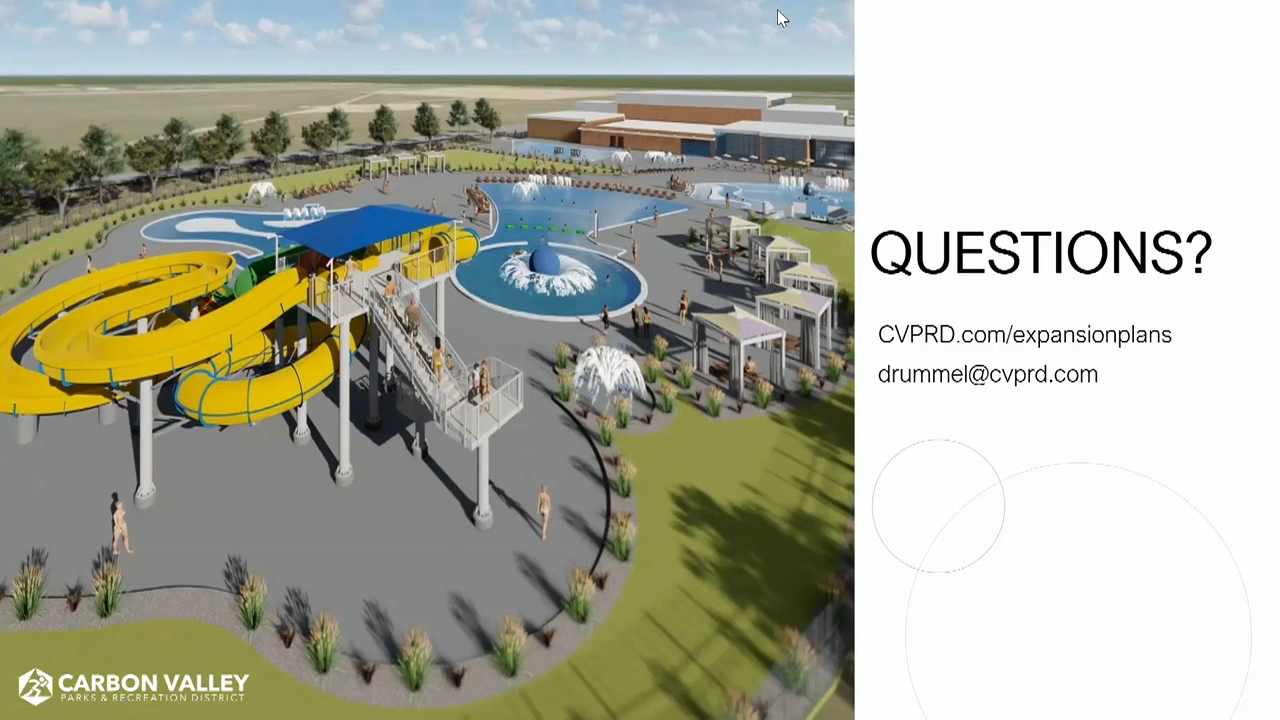 QUESTIONS?
CVPRD.com/expansionplans
drummel@cvprd.com
CARBON VALLEY
PARKS & RECREATION DISTRICT